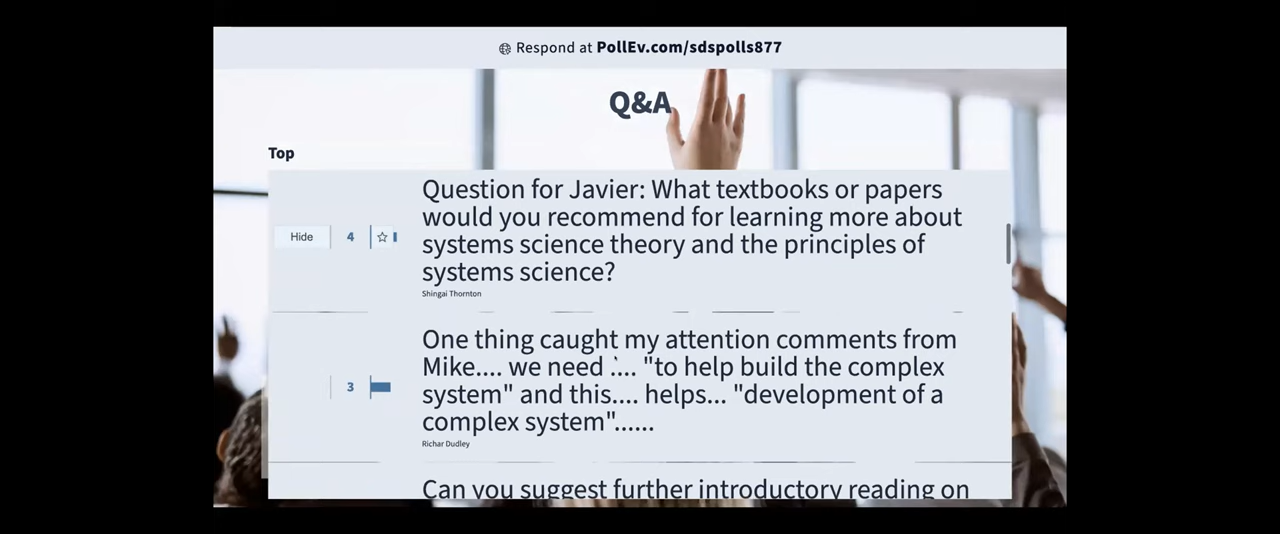 Respond at PollEv.com/sdspolls877
Q&A
Top
Question for Javier: What textbooks or papers
would you recommend for learning more about
systems science theory and the principles of
systems science?
Hide 4
Shingai Thornton
One thing caught my attention comments from
Mike.... we need .... "to help build the complex
system" and this.... helps... "development of a
complex system"......
3
Richar Dudley
Can you suggest further introductory reading on